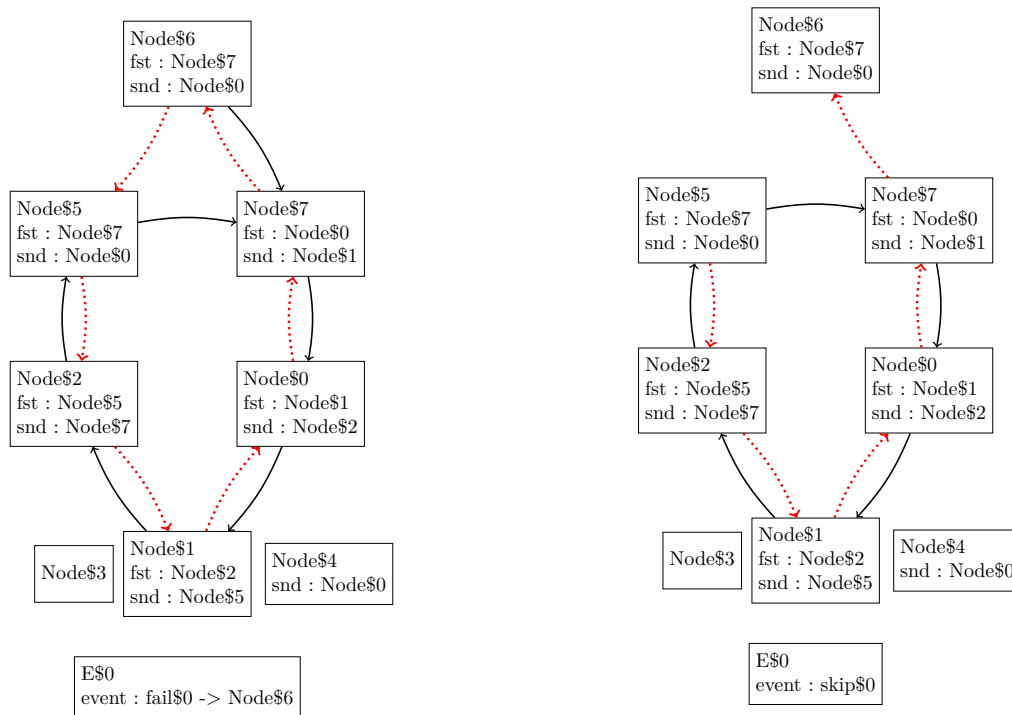 Node$6
fst : Node$7
snd : Node$0
Node$5
fst : Node$7
snd : Node$0
Node$7
fst : Node$0
snd : Node$1
Node$2
fst : Node$5
snd : Node$7
Node$0
fst : Node$1
snd : Node$2
Node$3
Node$1
fst : Node$2
snd : Node$5
Node$4
snd : Node$0
E$0
event : fail$0 -> Node$6
Node$6
fst : Node$7
snd : Node$0
Node$5
fst : Node$7
snd : Node$0
Node$7
fst : Node$0
snd : Node$1
Node$2
fst : Node$5
snd : Node$7
Node$0
fst : Node$1
snd : Node$2
Node$3
Node$1
fst : Node$2
snd : Node$5
Node$4
snd : Node$0
E$0
event : skip$0